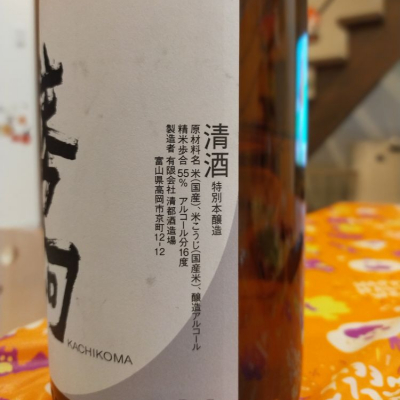 勝駒
KACHIKOMA
清酒 特別本醸造
原材料名 米(国産)、米こうじ(国産米)、醸造アルコール
精米歩合 55% アルコール分16度
製造者 有限会社 清都酒造場
富山県高岡市京町12-12